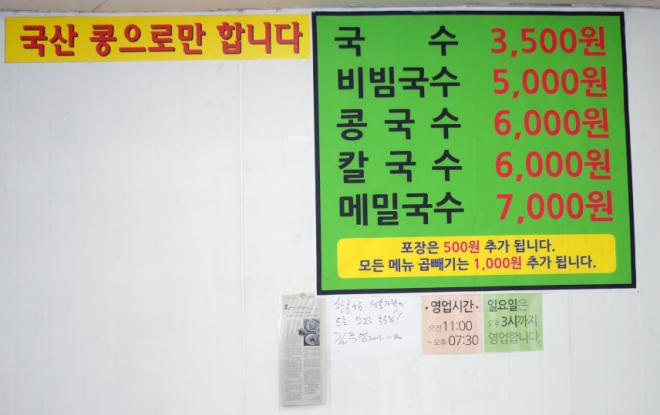 국산 콩으로만 합니다
국 수 3,500원
비빔국수 5,000원
콩 국 수 6,000원
칼 국 수 6,000원
메밀국수 7,000원
포장은 500원 추가 됩니다.
모든 메뉴 곱빼기는 1,000원 추가 됩니다.
·영업시간·
오전 11:00
~ 오후 07:30
일요일은
오후 3시까지
영업합니다.